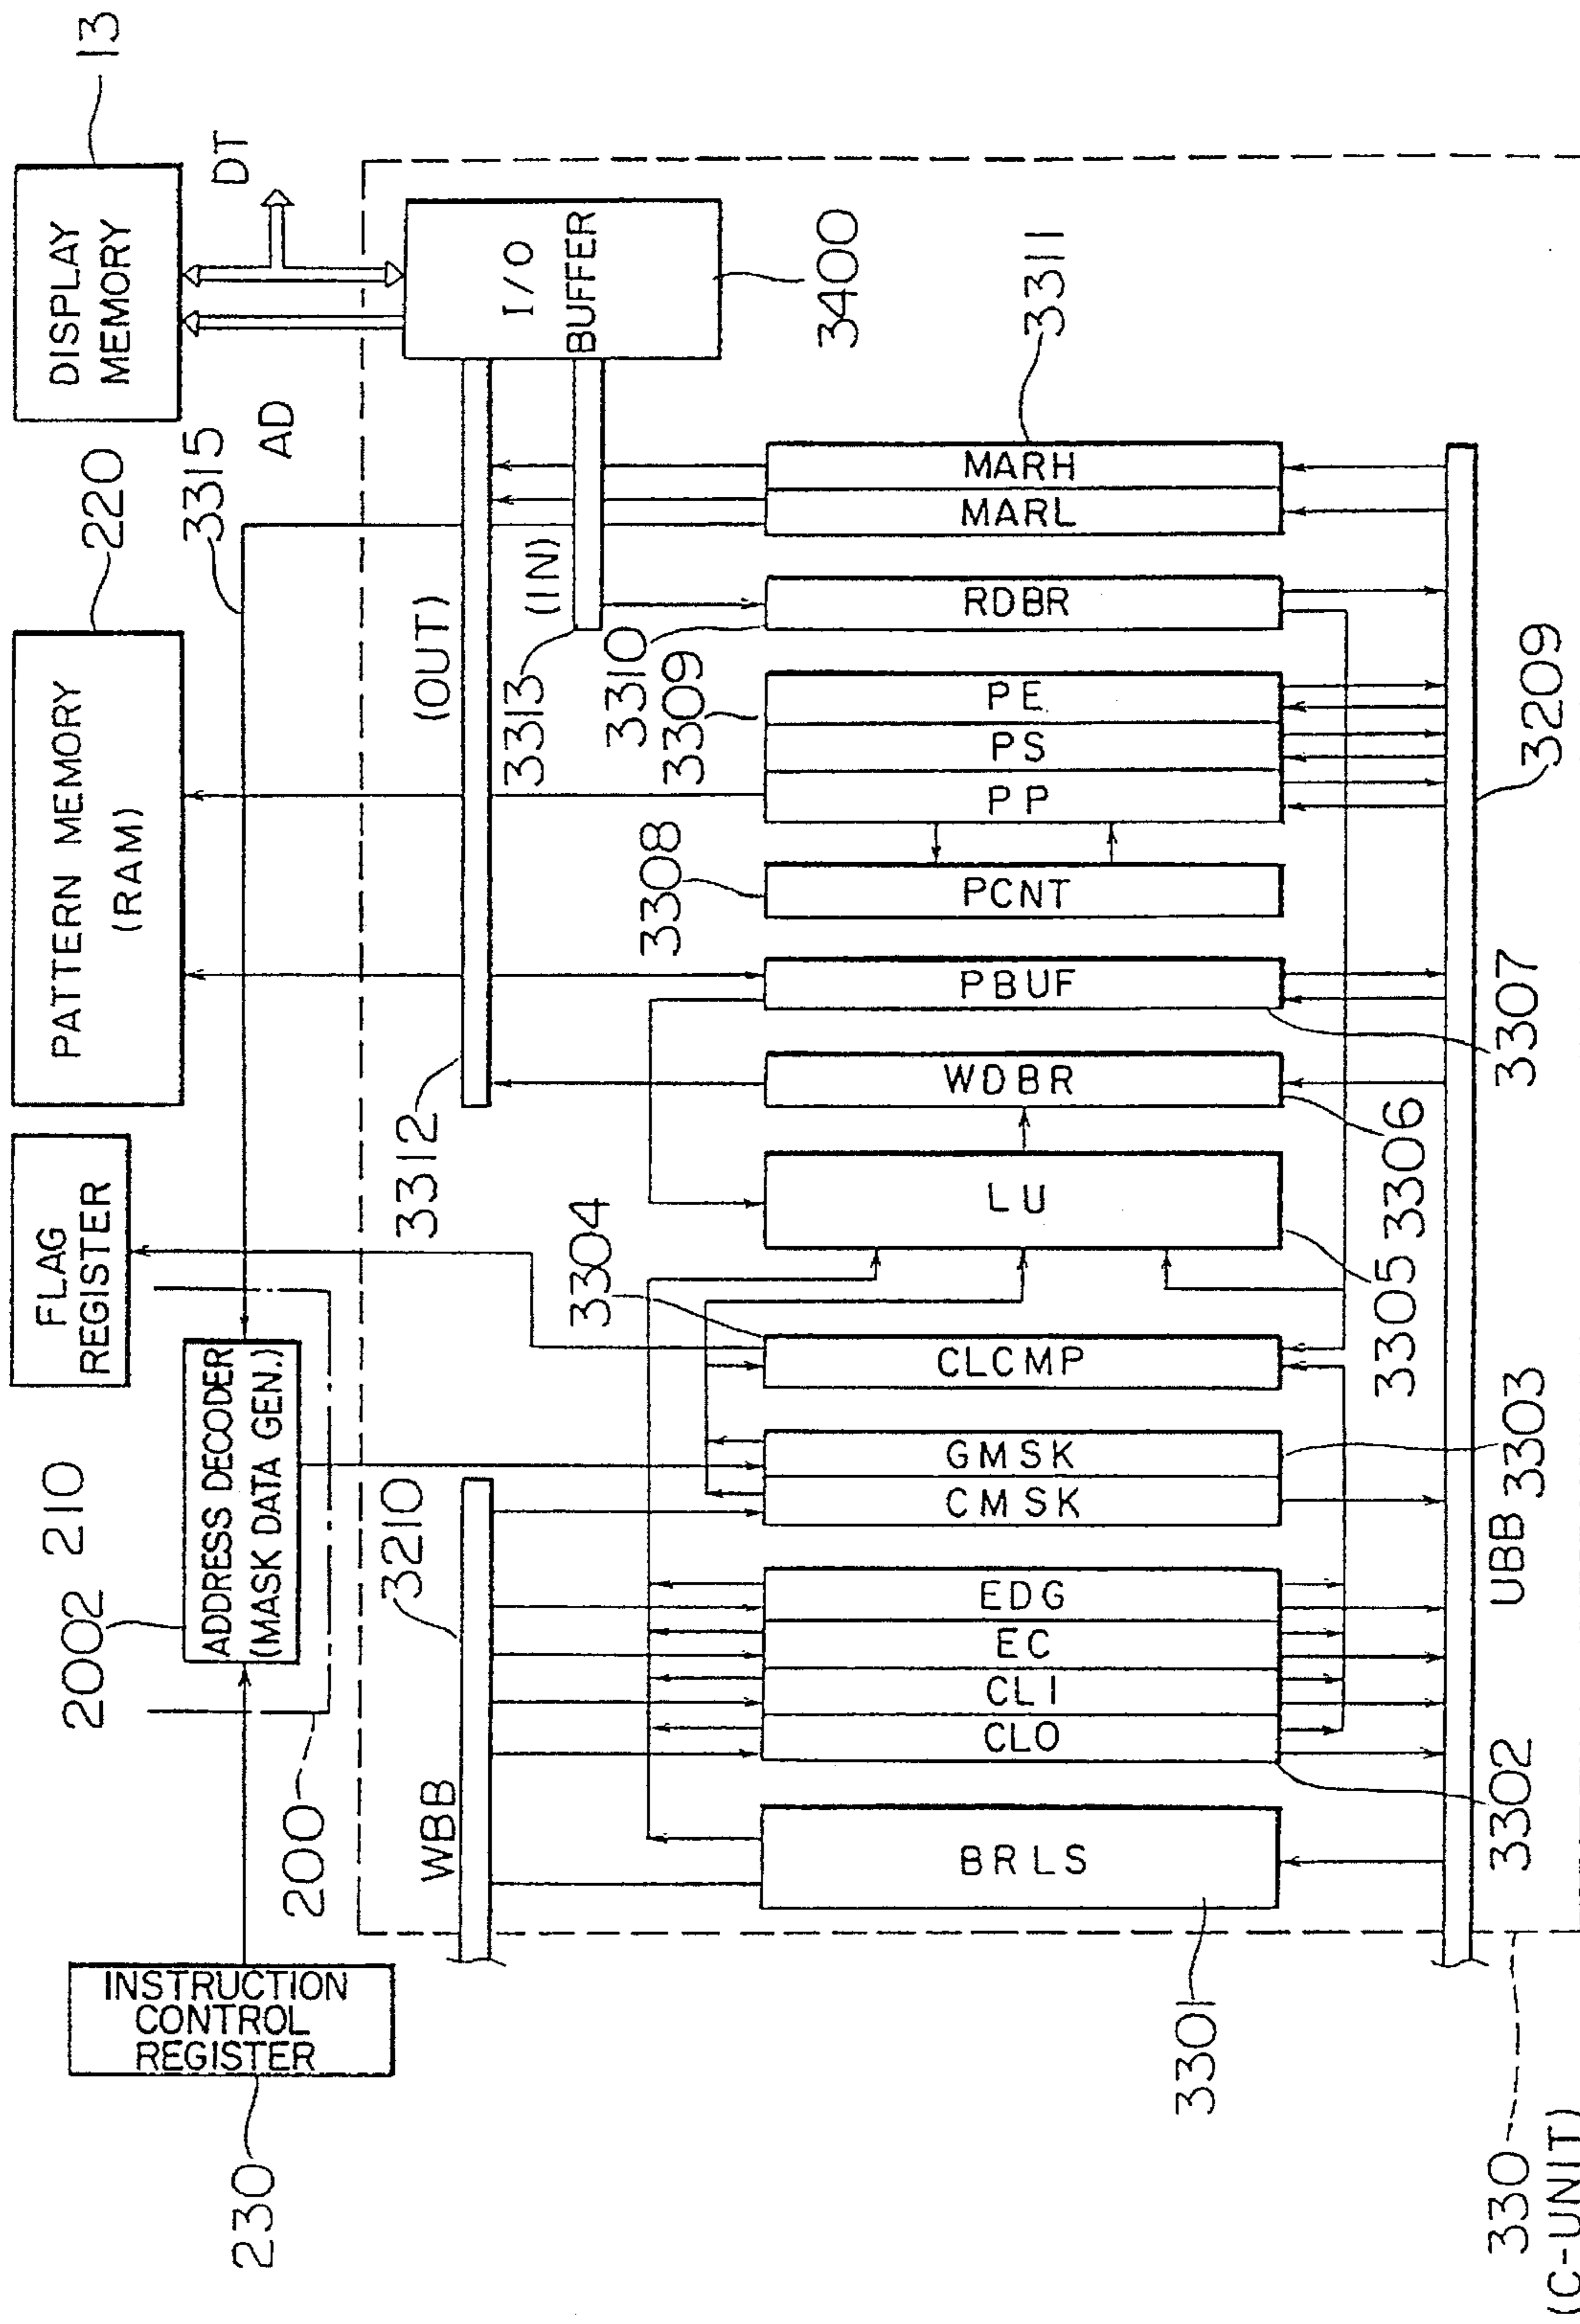 INSTRUCTION
CONTROL
REGISTER
230
2002
210
ADDRESS DECODER
(MASK DATA GEN.)
200
FLAG
REGISTER
PATTERN MEMORY
(RAM)
220
3315
DISPLAY
MEMORY
13
AD
DT
WBB
3210
3312
(OUT)
3313
(IN)
I/O
BUFFER
3400
3301
BRLS
CLO
CLI
EC
EDG
3302
CMSK
GMSK
3303
CLCMP
3304
LU
3305
WDBR
3306
PBUF
3307
PCNT
3308
PP
PS
PE
3309
RDBR
3310
MARL
MARH
3311
UBB
3209
330
(C-UNIT)